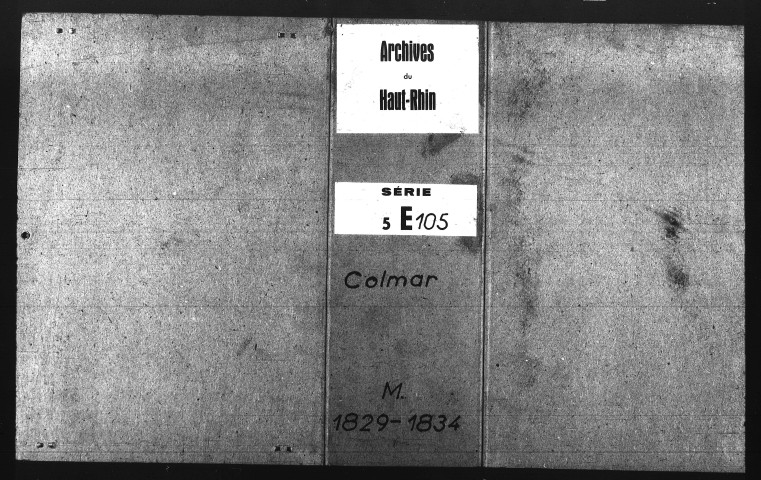 Archives
du
Haut-Rhin
SÉRIE
5 E 105
Colmar
M.
1829-1834